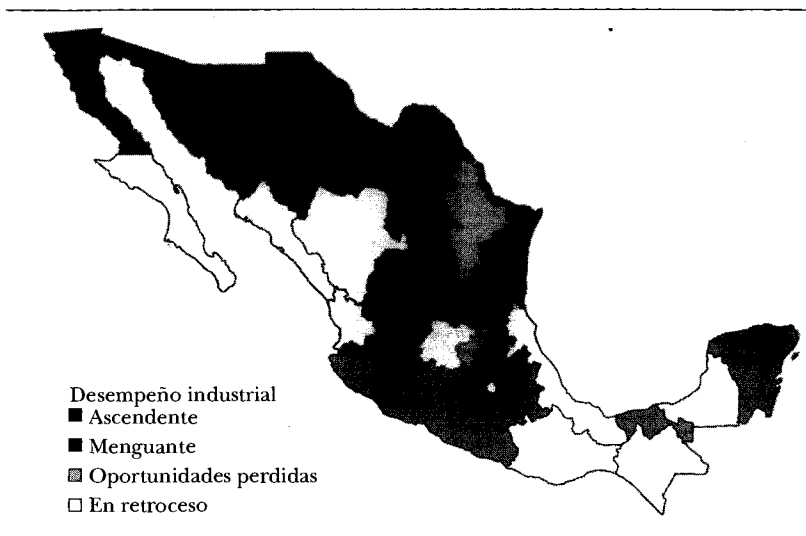 Desempeño industrial
Ascendente
Menguante
Oportunidades perdidas
En retroceso